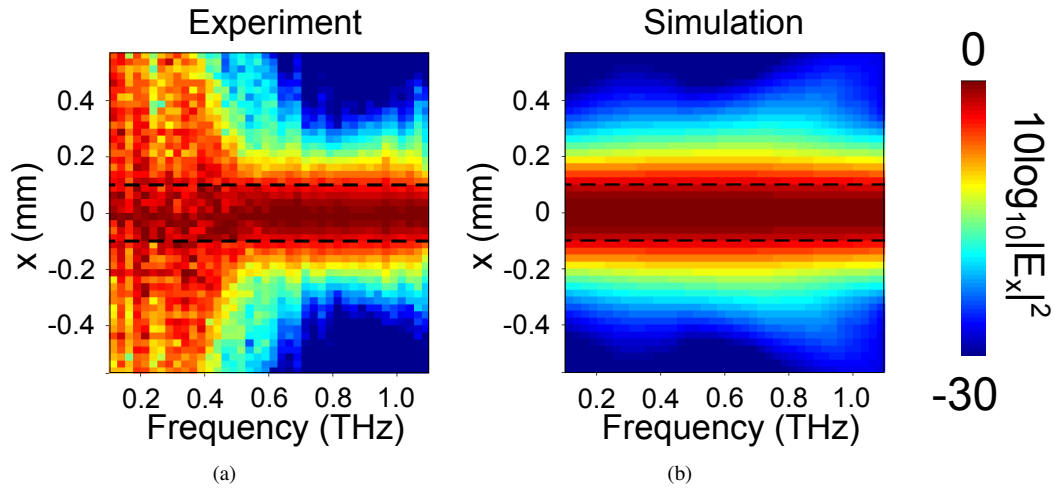 Experiment
Simulation
x (mm)
0.4
0.2
0
-0.2
-0.4
0.2 0.4 0.6 0.8 1.0
Frequency (THz)
(a)
x (mm)
0.4
0.2
0
-0.2
-0.4
0.2 0.4 0.6 0.8 1.0
Frequency (THz)
(b)
0
10log₁₀|Eₓ|²
-30